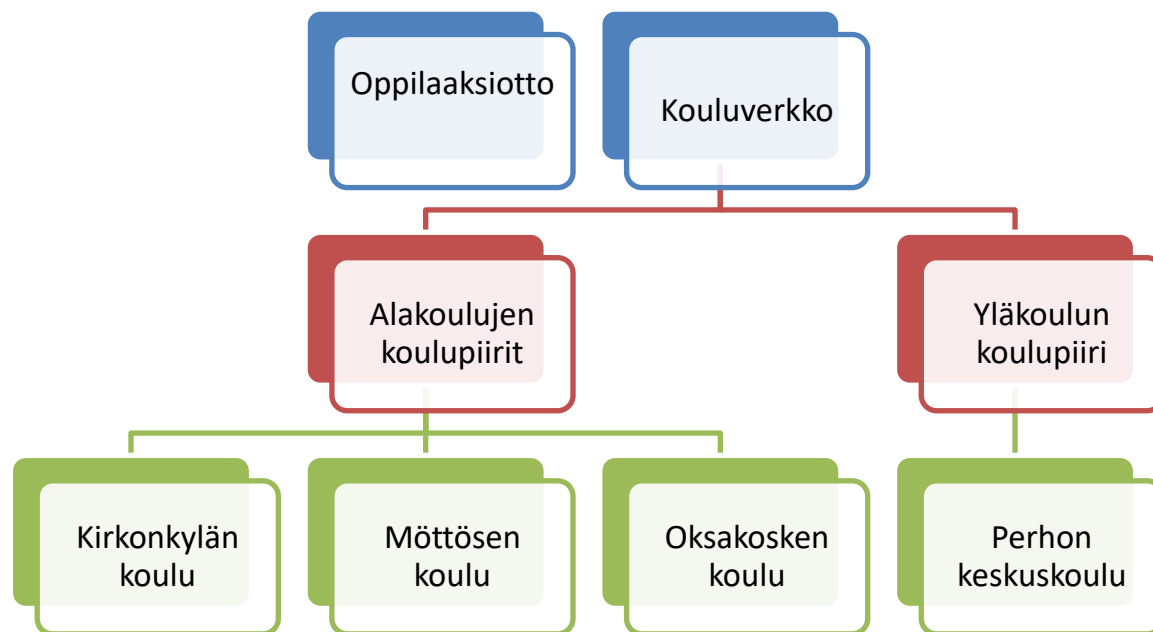 Oppilaaksiotto
Kouluverkko
Alakoulujen
koulupiirit
Yläkoulun
koulupiiri
Kirkonkylän
koulu
Möttösen
koulu
Oksakosken
koulu
Perhon
keskuskoulu